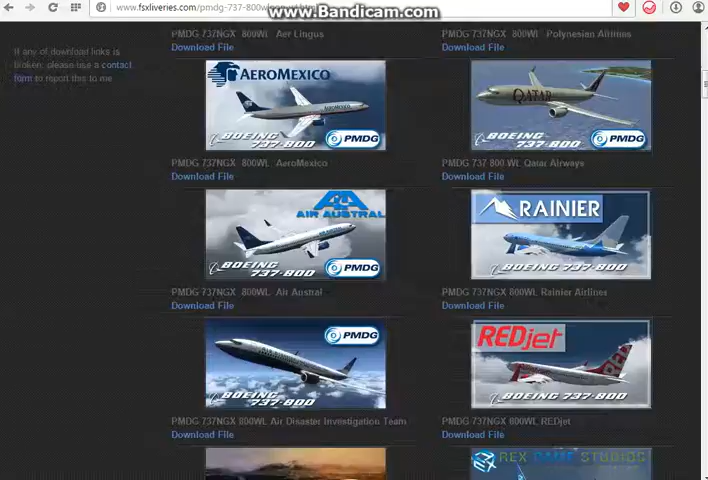 www.fsxliveries.com/pmdg-737-800wl
www.Bandicam.com
PMDG 737NGX 800WL Aer Lingus
Download File
PMDG 737NGX 800WL Polynesian Airlines
Download File
If any of download links is
broken, please use a contact
form to report this to me
AEROMEXICO
BOEING
737-800
PMDG
QATAR
BOEING
737-800
PMDG
PMDG 737NGX 800WL AeroMexico
Download File
PMDG 737 800 WL Qatar Airways
Download File
AIR AUSTRAL
BOEING
737-800
PMDG
RAINIER
BOEING
737-800
PMDG 737NGX 800WL Air Austral
Download File
PMDG 737NGX 800WL Rainier Airlines
Download File
PMDG
BOEING
737-800
REDjet
BOEING
737-800
PMDG 737NGX 800WL Air Disaster Investigation Team
Download File
PMDG 737NGX 800WL REDjet
Download File
REX GAME STUDIOS